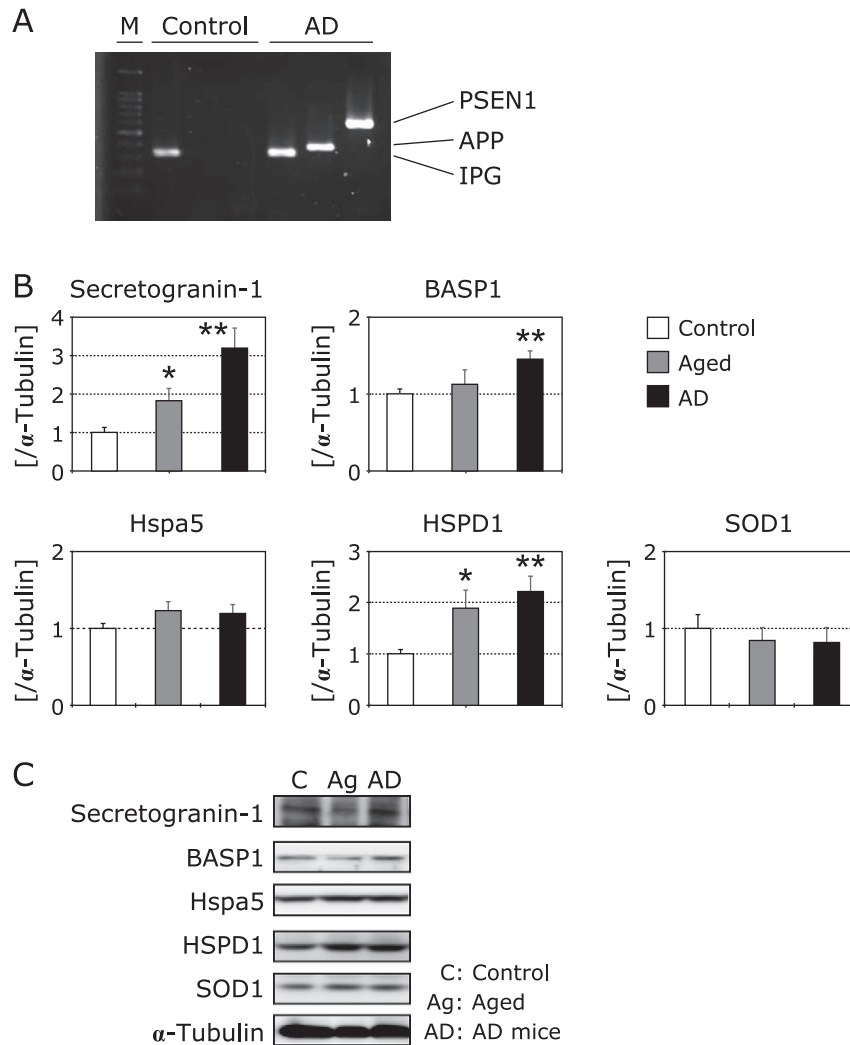 A
M Control AD
PSEN1
APP
IPG
B
Secretogranin-1
[/α-Tubulin]
4
3
2
1
0
*
**
BASP1
[/α-Tubulin]
2
1
0
**
Control
Aged
AD
Hspa5
[/α-Tubulin]
2
1
0
HSPD1
[/α-Tubulin]
3
2
1
0
*
**
SOD1
[/α-Tubulin]
2
1
0
C
C Ag AD
Secretogranin-1
BASP1
Hspa5
HSPD1
SOD1
α-Tubulin
C: Control
Ag: Aged
AD: AD mice